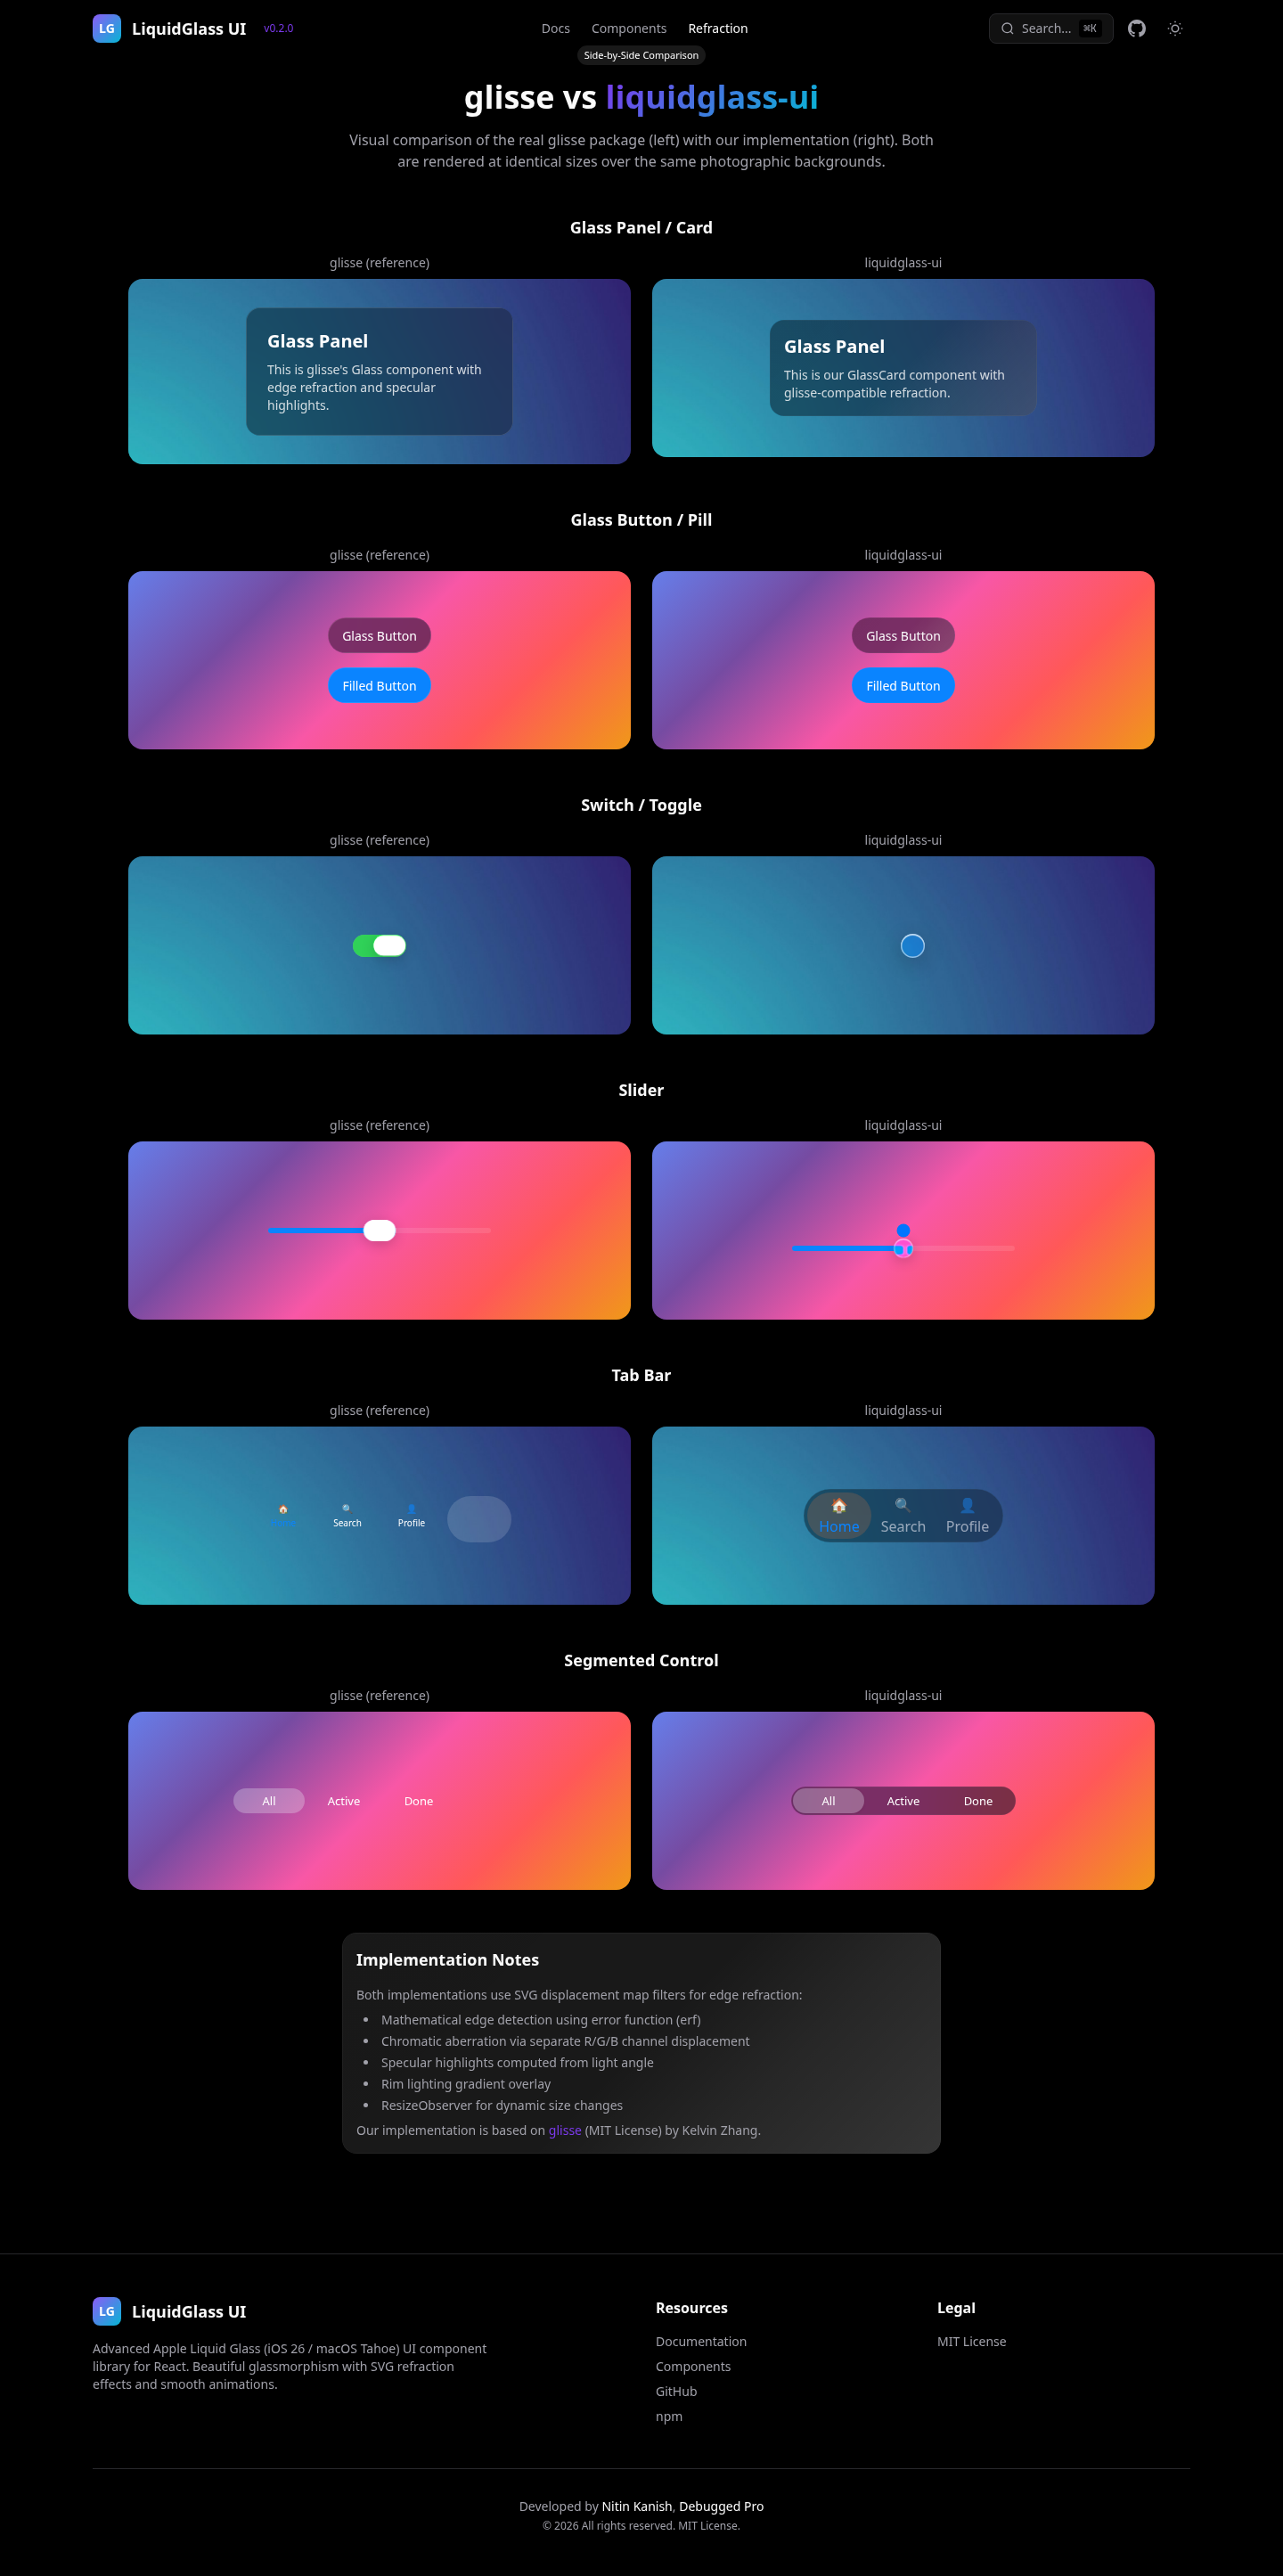 LG LiquidGlass UI v0.2.0 Docs Components Refraction Search... ⌘K
Side-by-Side Comparison
glisse vs liquidglass-ui
Visual comparison of the real glisse package (left) with our implementation (right). Both
are rendered at identical sizes over the same photographic backgrounds.
Glass Panel / Card
glisse (reference)
Glass Panel
This is glisse's Glass component with
edge refraction and specular
highlights.
liquidglass-ui
Glass Panel
This is our GlassCard component with
glisse-compatible refraction.
Glass Button / Pill
glisse (reference)
Glass Button
Filled Button
liquidglass-ui
Glass Button
Filled Button
Switch / Toggle
glisse (reference)
liquidglass-ui
Slider
glisse (reference)
liquidglass-ui
Tab Bar
glisse (reference)
Search Profile
liquidglass-ui
Home Search Profile
Segmented Control
glisse (reference)
All Active Done
liquidglass-ui
All Active Done
Implementation Notes
Both implementations use SVG displacement map filters for edge refraction:
• Mathematical edge detection using error function (erf)
• Chromatic aberration via separate R/G/B channel displacement
• Specular highlights computed from light angle
• Rim lighting gradient overlay
• ResizeObserver for dynamic size changes
Our implementation is based on glisse (MIT License) by Kelvin Zhang.
LG LiquidGlass UI
Advanced Apple Liquid Glass (iOS 26 / macOS Tahoe) UI component
library for React. Beautiful glassmorphism with SVG refraction
effects and smooth animations.
Resources
Documentation
Components
GitHub
npm
Legal
MIT License
Developed by Nitin Kanish, Debugged Pro
© 2026 All rights reserved. MIT License.